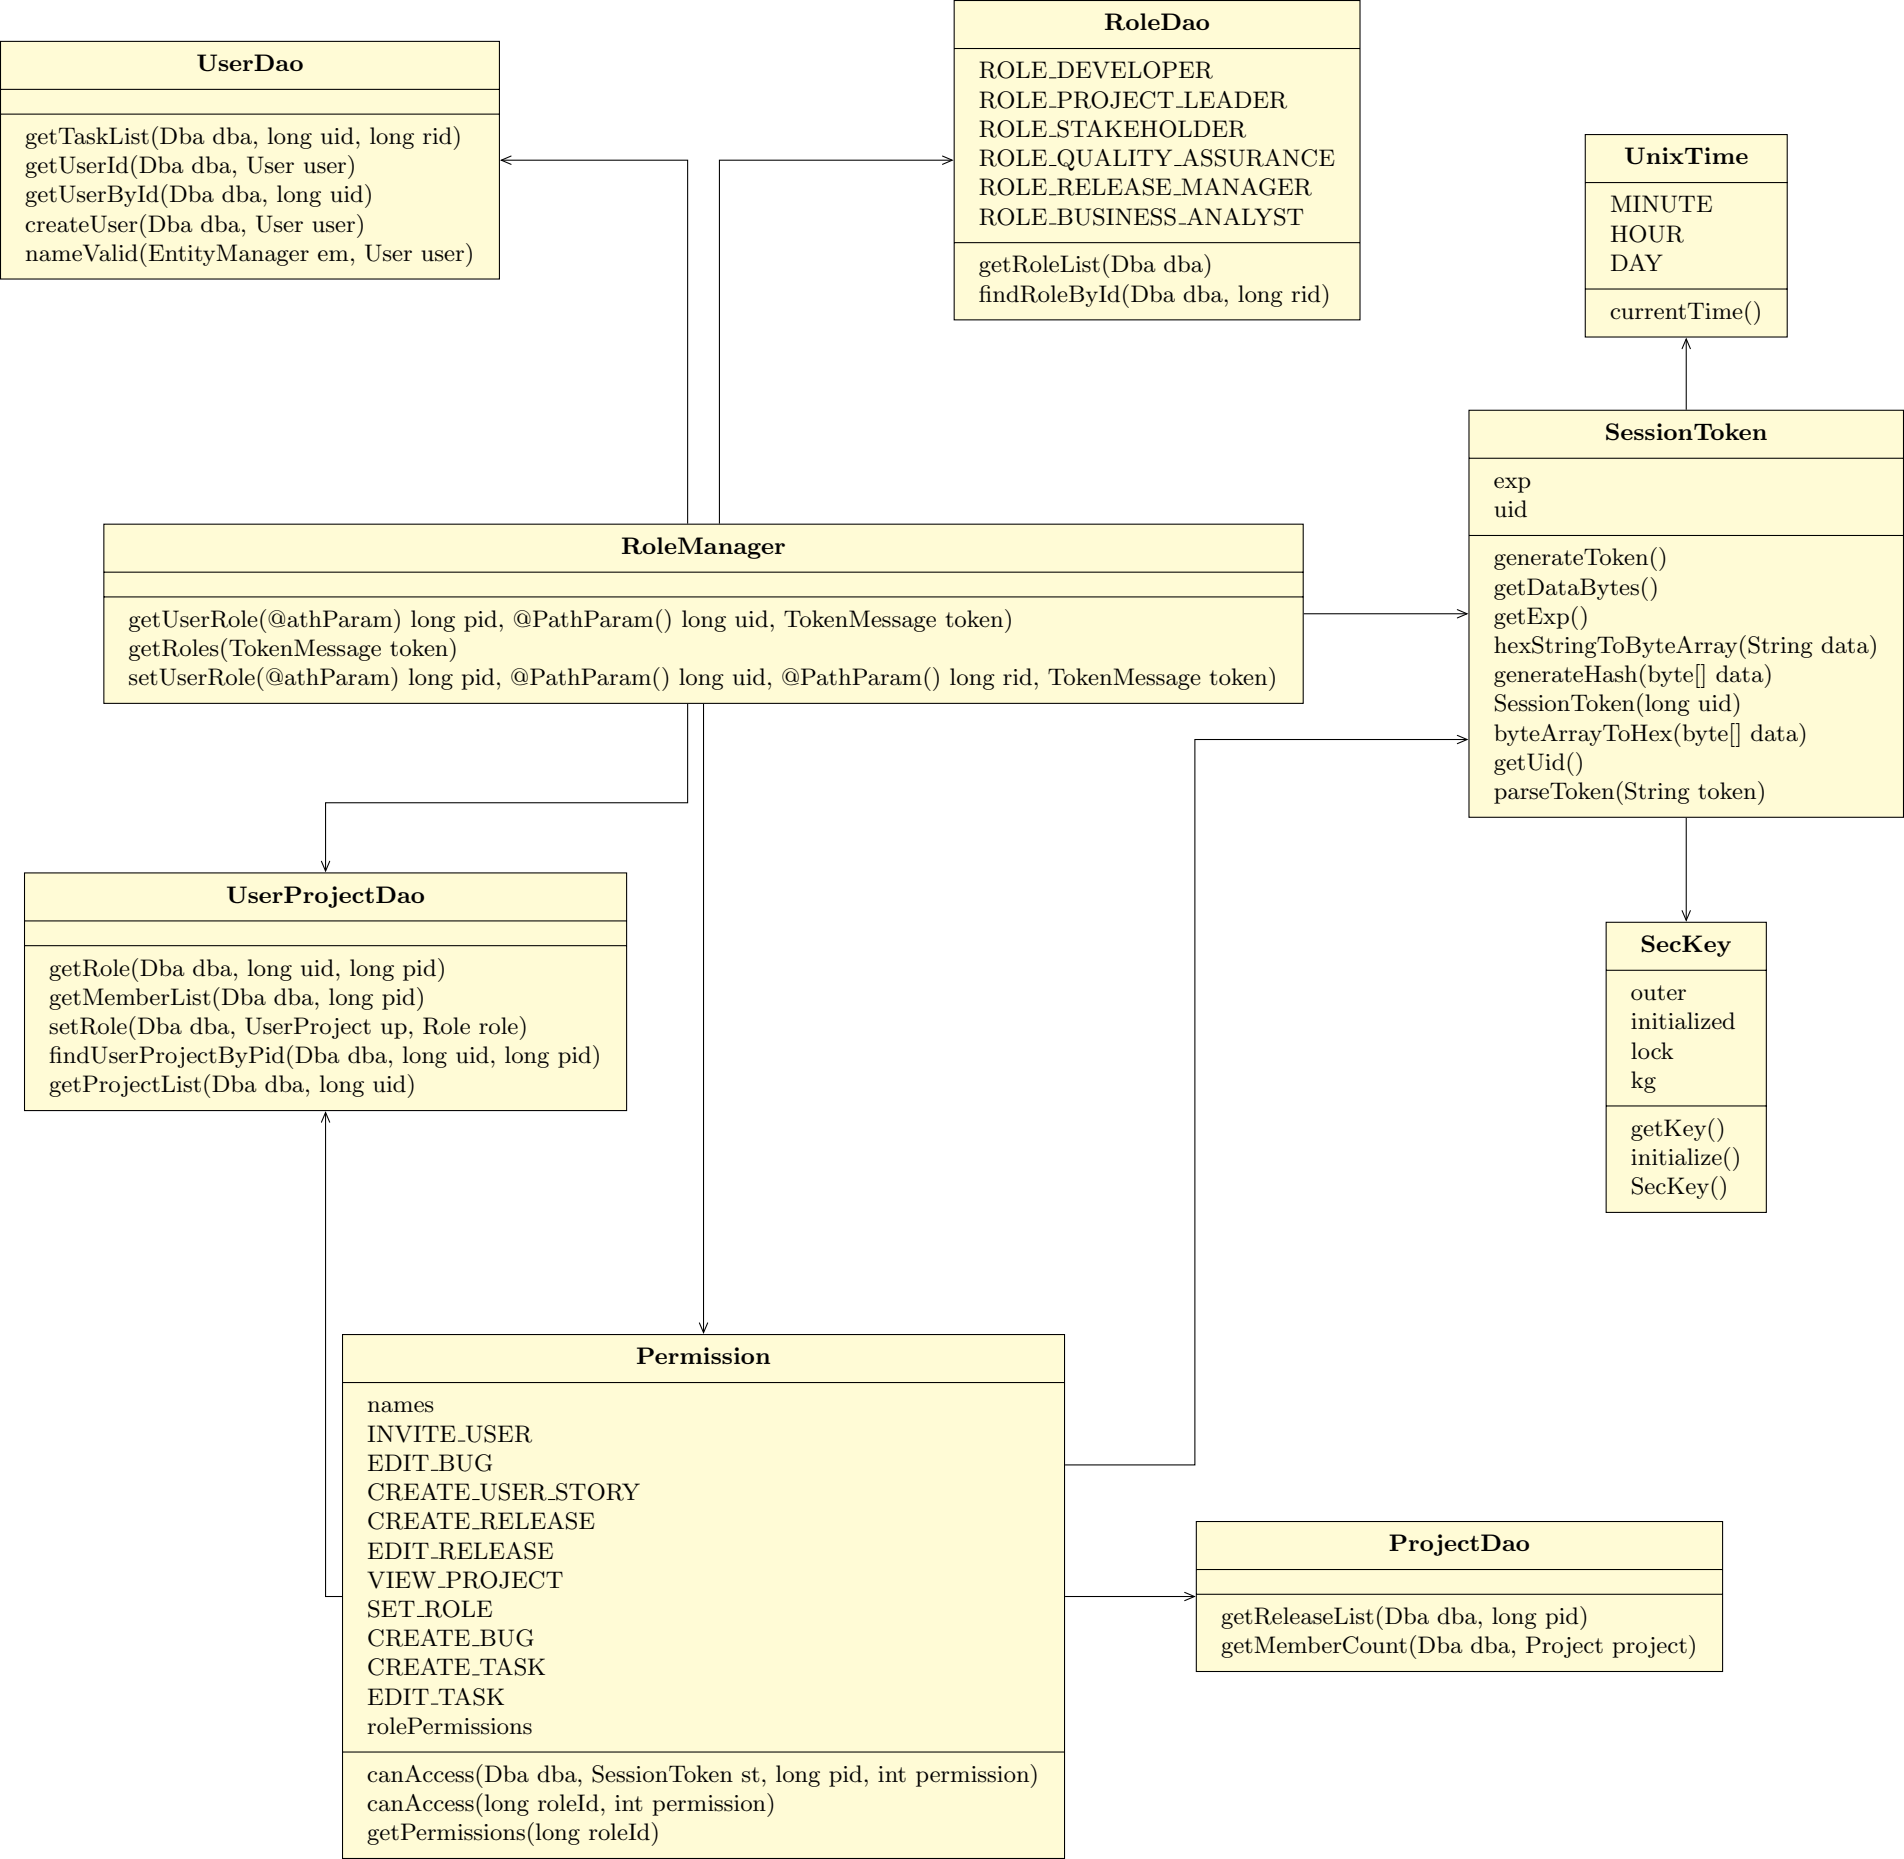 RoleDao
ROLE_DEVELOPER
ROLE_PROJECT_LEADER
ROLE_STAKEHOLDER
ROLE_QUALITY_ASSURANCE
ROLE_RELEASE_MANAGER
ROLE_BUSINESS_ANALYST
getRoleList(Dba dba)
findRoleById(Dba dba, long rid)
UserDao
getTaskList(Dba dba, long uid, long rid)
getUserId(Dba dba, User user)
getUserById(Dba dba, long uid)
createUser(Dba dba, User user)
nameValid(EntityManager em, User user)
UnixTime
MINUTE
HOUR
DAY
currentTime()
SessionToken
exp
uid
generateToken()
getDataBytes()
getExp()
hexStringToByteArray(String data)
generateHash(byte[] data)
SessionToken(long uid)
byteArrayToHex(byte[] data)
getUid()
parseToken(String token)
RoleManager
getUserRole(@athParam) long pid, @PathParam() long uid, TokenMessage token)
getRoles(TokenMessage token)
setUserRole(@athParam) long pid, @PathParam() long uid, @PathParam() long rid, TokenMessage token)
UserProjectDao
getRole(Dba dba, long uid, long pid)
getMemberList(Dba dba, long pid)
setRole(Dba dba, UserProject up, Role role)
findUserProjectByPid(Dba dba, long uid, long pid)
getProjectList(Dba dba, long uid)
SecKey
outer
initialized
lock
kg
getKey()
initialize()
SecKey()
Permission
names
INVITE_USER
EDIT_BUG
CREATE_USER_STORY
CREATE_RELEASE
EDIT_RELEASE
VIEW_PROJECT
SET_ROLE
CREATE_BUG
CREATE_TASK
EDIT_TASK
rolePermissions
canAccess(Dba dba, SessionToken st, long pid, int permission)
canAccess(long roleId, int permission)
getPermissions(long roleId)
ProjectDao
getReleaseList(Dba dba, long pid)
getMemberCount(Dba dba, Project project)